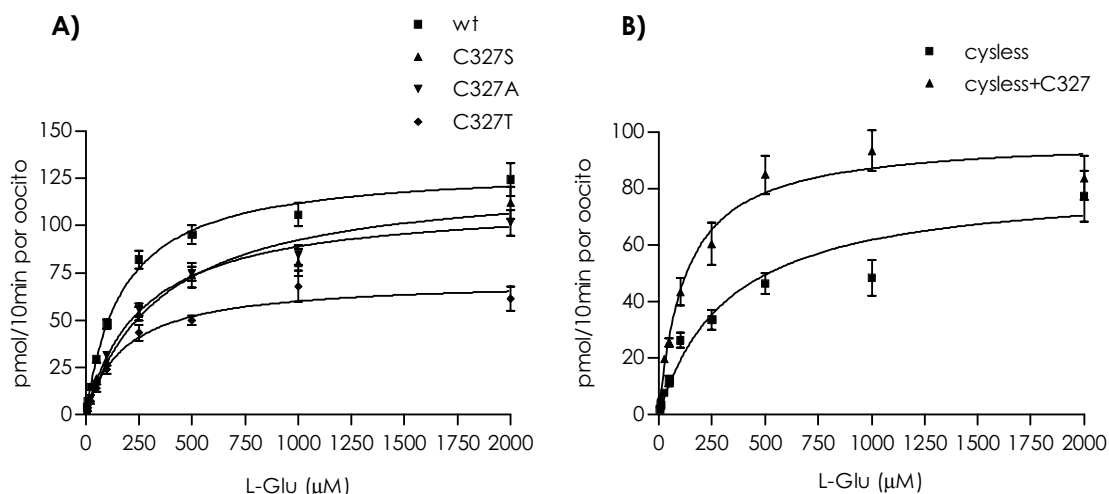 A)
wt
C327S
C327A
C327T
150
125
100
75
50
25
0
0
250
500
750
1000
1250
1500
1750
2000
pmol/10min por oocito
L-Glu (μM)
B)
cysless
cysless+C327
100
80
60
40
20
0
0
250
500
750
1000
1250
1500
1750
2000
pmol/10min por oocito
L-Glu (μM)